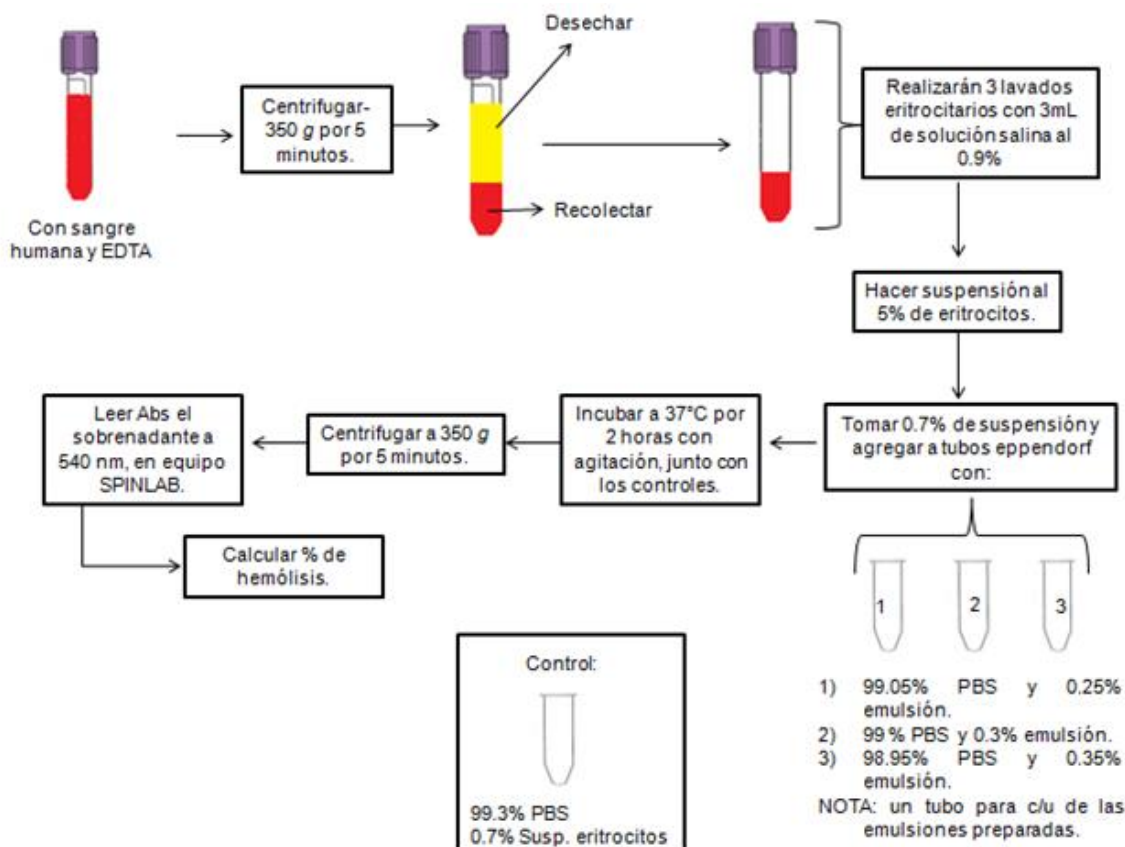 Con sangre
humana y EDTA
Centrifugar-
350 g por 5
minutos.
Desechar
Recolectar
Realizarán 3 lavados
eritrocitarios con 3mL
de solución salina al
0.9%
Hacer suspensión al
5% de eritrocitos.
Tomar 0.7% de suspensión y
agregar a tubos eppendorf
con:
1
2
3
1) 99.05% PBS y 0.25%
emulsión.
2) 99 % PBS y 0.3% emulsión.
3) 98.95% PBS y 0.35%
emulsión.
NOTA: un tubo para c/u de las
emulsiones preparadas.
Incubar a 37°C por
2 horas con
agitación, junto con
los controles.
Centrifugar a 350 g
por 5 minutos.
Leer Abs el
sobrenadante a
540 nm, en equipo
SPINLAB.
Calcular % de
hemólisis.
Control:
99.3% PBS
0.7% Susp. eritrocitos